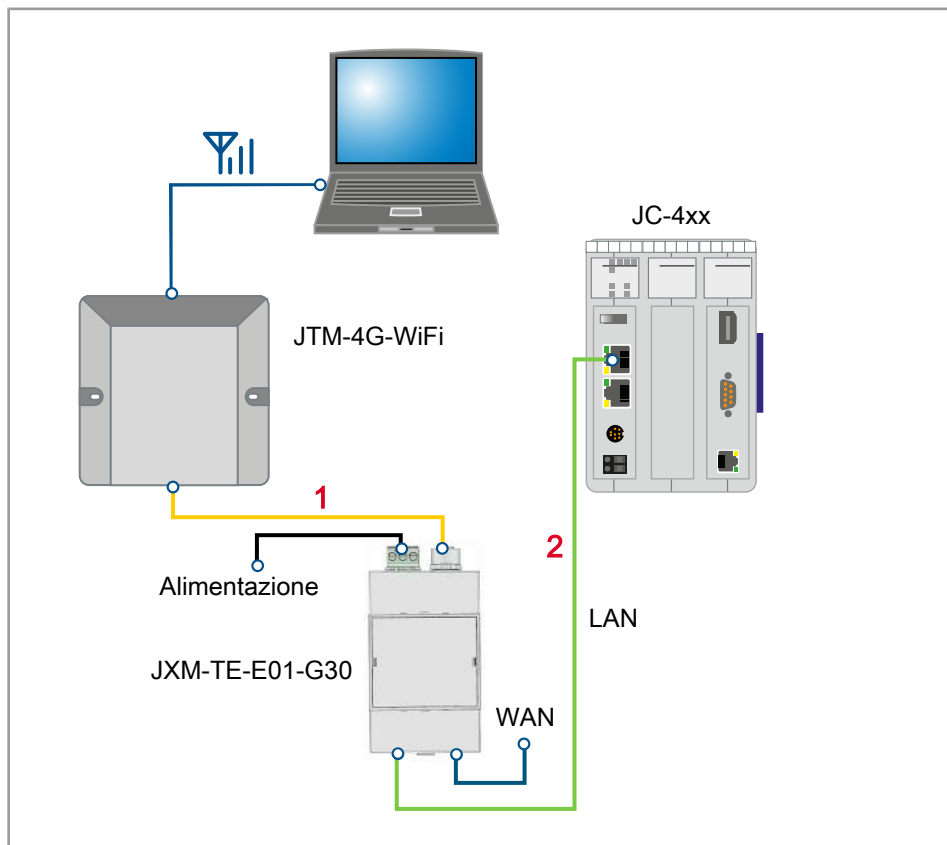 JC-4xx
JTM-4G-WiFi
1
2
Alimentazione
LAN
JXM-TE-E01-G30
WAN